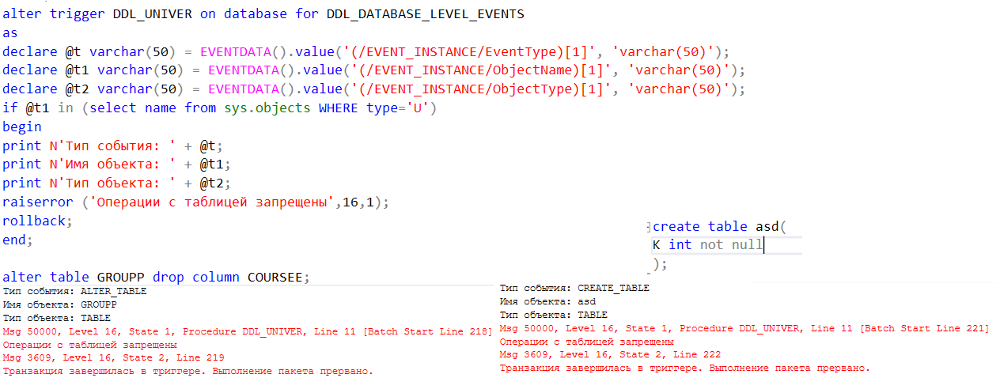 alter trigger DDL_UNIVER on database for DDL_DATABASE_LEVEL_EVENTS
as
declare @t varchar(50) = EVENTDATA().value('(/EVENT_INSTANCE/EventType)[1]', 'varchar(50)');
declare @t1 varchar(50) = EVENTDATA().value('(/EVENT_INSTANCE/ObjectName)[1]', 'varchar(50)');
declare @t2 varchar(50) = EVENTDATA().value('(/EVENT_INSTANCE/ObjectType)[1]', 'varchar(50)');
if @t1 in (select name from sys.objects WHERE type='U')
begin
print N'Тип события: ' + @t;
print N'Имя объекта: ' + @t1;
print N'Тип объекта: ' + @t2;
raiserror ('Операции с таблицей запрещены',16,1);
rollback;
end;
alter table GROUPP drop column COURSEE;
Тип события: ALTER_TABLE
Имя объекта: GROUPP
Тип объекта: TABLE
Msg 50000, Level 16, State 1, Procedure DDL_UNIVER, Line 11 [Batch Start Line 218]
Операции с таблицей запрещены
Msg 3609, Level 16, State 2, Line 219
Транзакция завершилась в триггере. Выполнение пакета прервано.
create table asd(
K int not null
);
Тип события: CREATE_TABLE
Имя объекта: asd
Тип объекта: TABLE
Msg 50000, Level 16, State 1, Procedure DDL_UNIVER, Line 11 [Batch Start Line 221]
Операции с таблицей запрещены
Msg 3609, Level 16, State 2, Line 222
Транзакция завершилась в триггере. Выполнение пакета прервано.